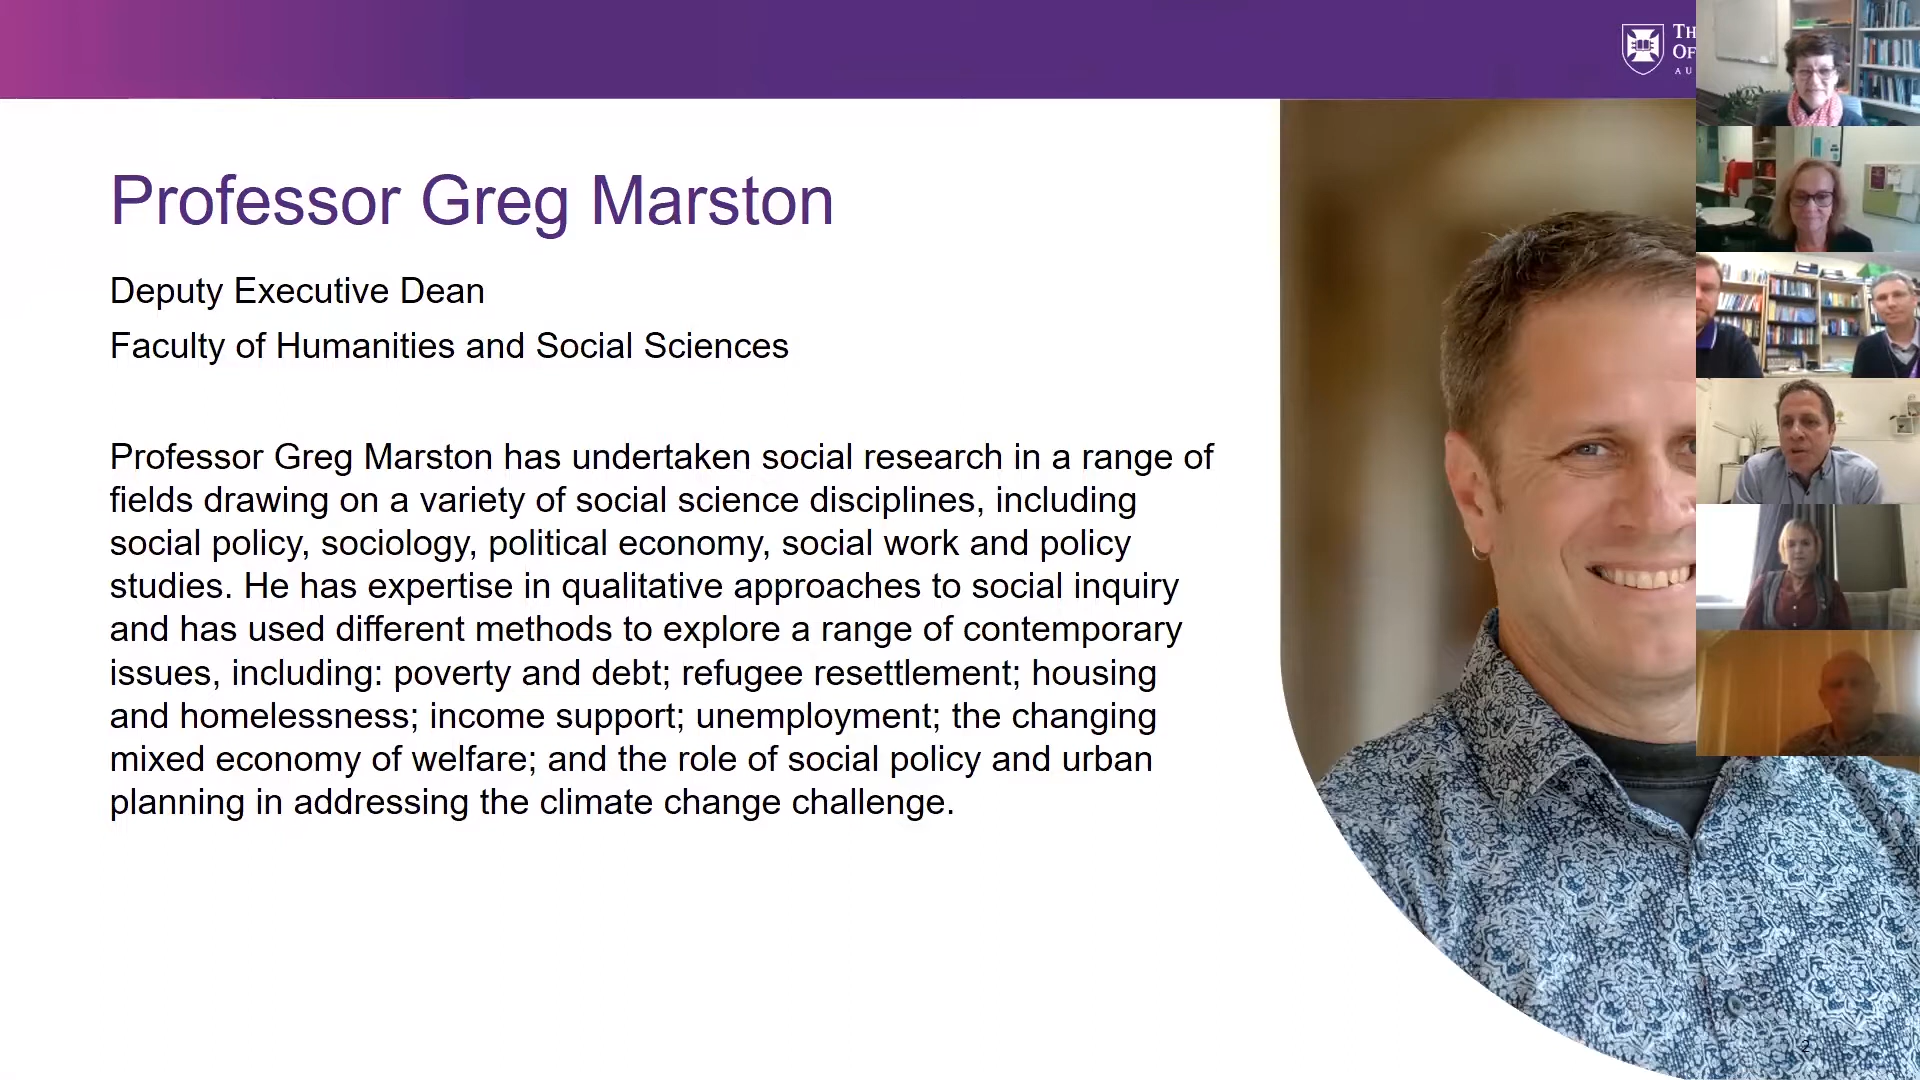 Professor Greg Marston
Deputy Executive Dean
Faculty of Humanities and Social Sciences
Professor Greg Marston has undertaken social research in a range of
fields drawing on a variety of social science disciplines, including
social policy, sociology, political economy, social work and policy
studies. He has expertise in qualitative approaches to social inquiry
and has used different methods to explore a range of contemporary
issues, including: poverty and debt; refugee resettlement; housing
and homelessness; income support; unemployment; the changing
mixed economy of welfare; and the role of social policy and urban
planning in addressing the climate change challenge.
TH
OF
AU
2